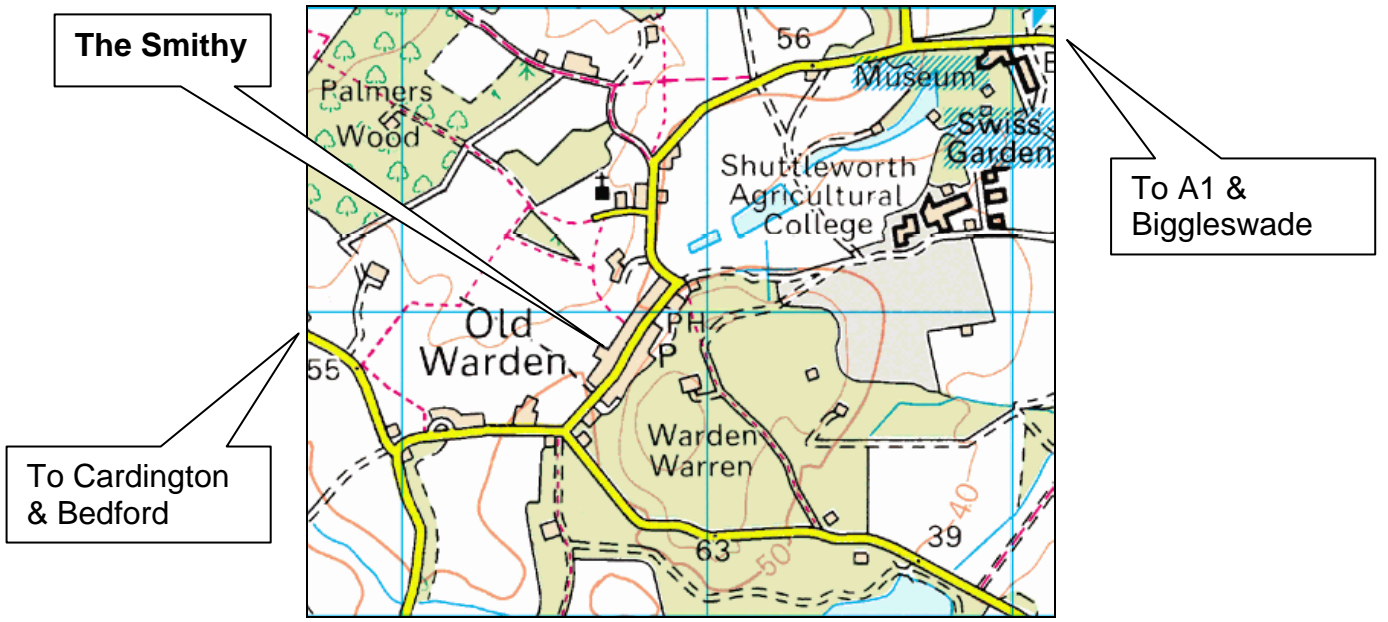 The Smithy
56
Museum
Palmers
Wood
Swiss
Garden
Shuttleworth
Agricultural
College
To A1 &
Biggleswade
Old
Warden
PH
P
55
Warden
Warren
To Cardington
& Bedford
40
39
63
50